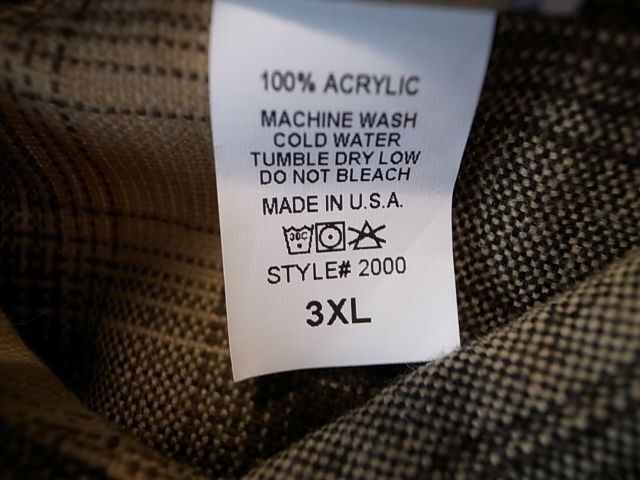 100% ACRYLIC
MACHINE WASH
COLD WATER
TUMBLE DRY LOW
DO NOT BLEACH
MADE IN U.S.A.
30C
STYLE# 2000
3XL